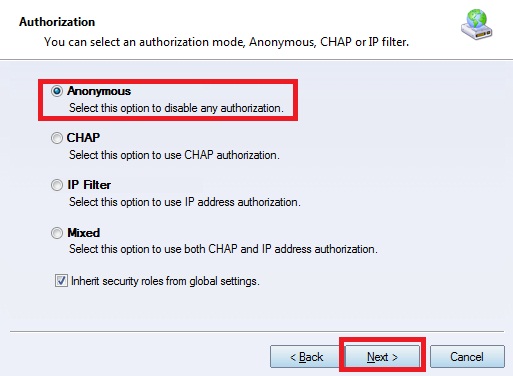 Authorization
You can select an authorization mode, Anonymous, CHAP or IP filter.
Anonymous
Select this option to disable any authorization.
CHAP
Select this option to use CHAP authorization.
IP Filter
Select this option to use IP address authorization.
Mixed
Select this option to use both CHAP and IP address authorization.
Inherit security roles from global settings.
< Back Next > Cancel